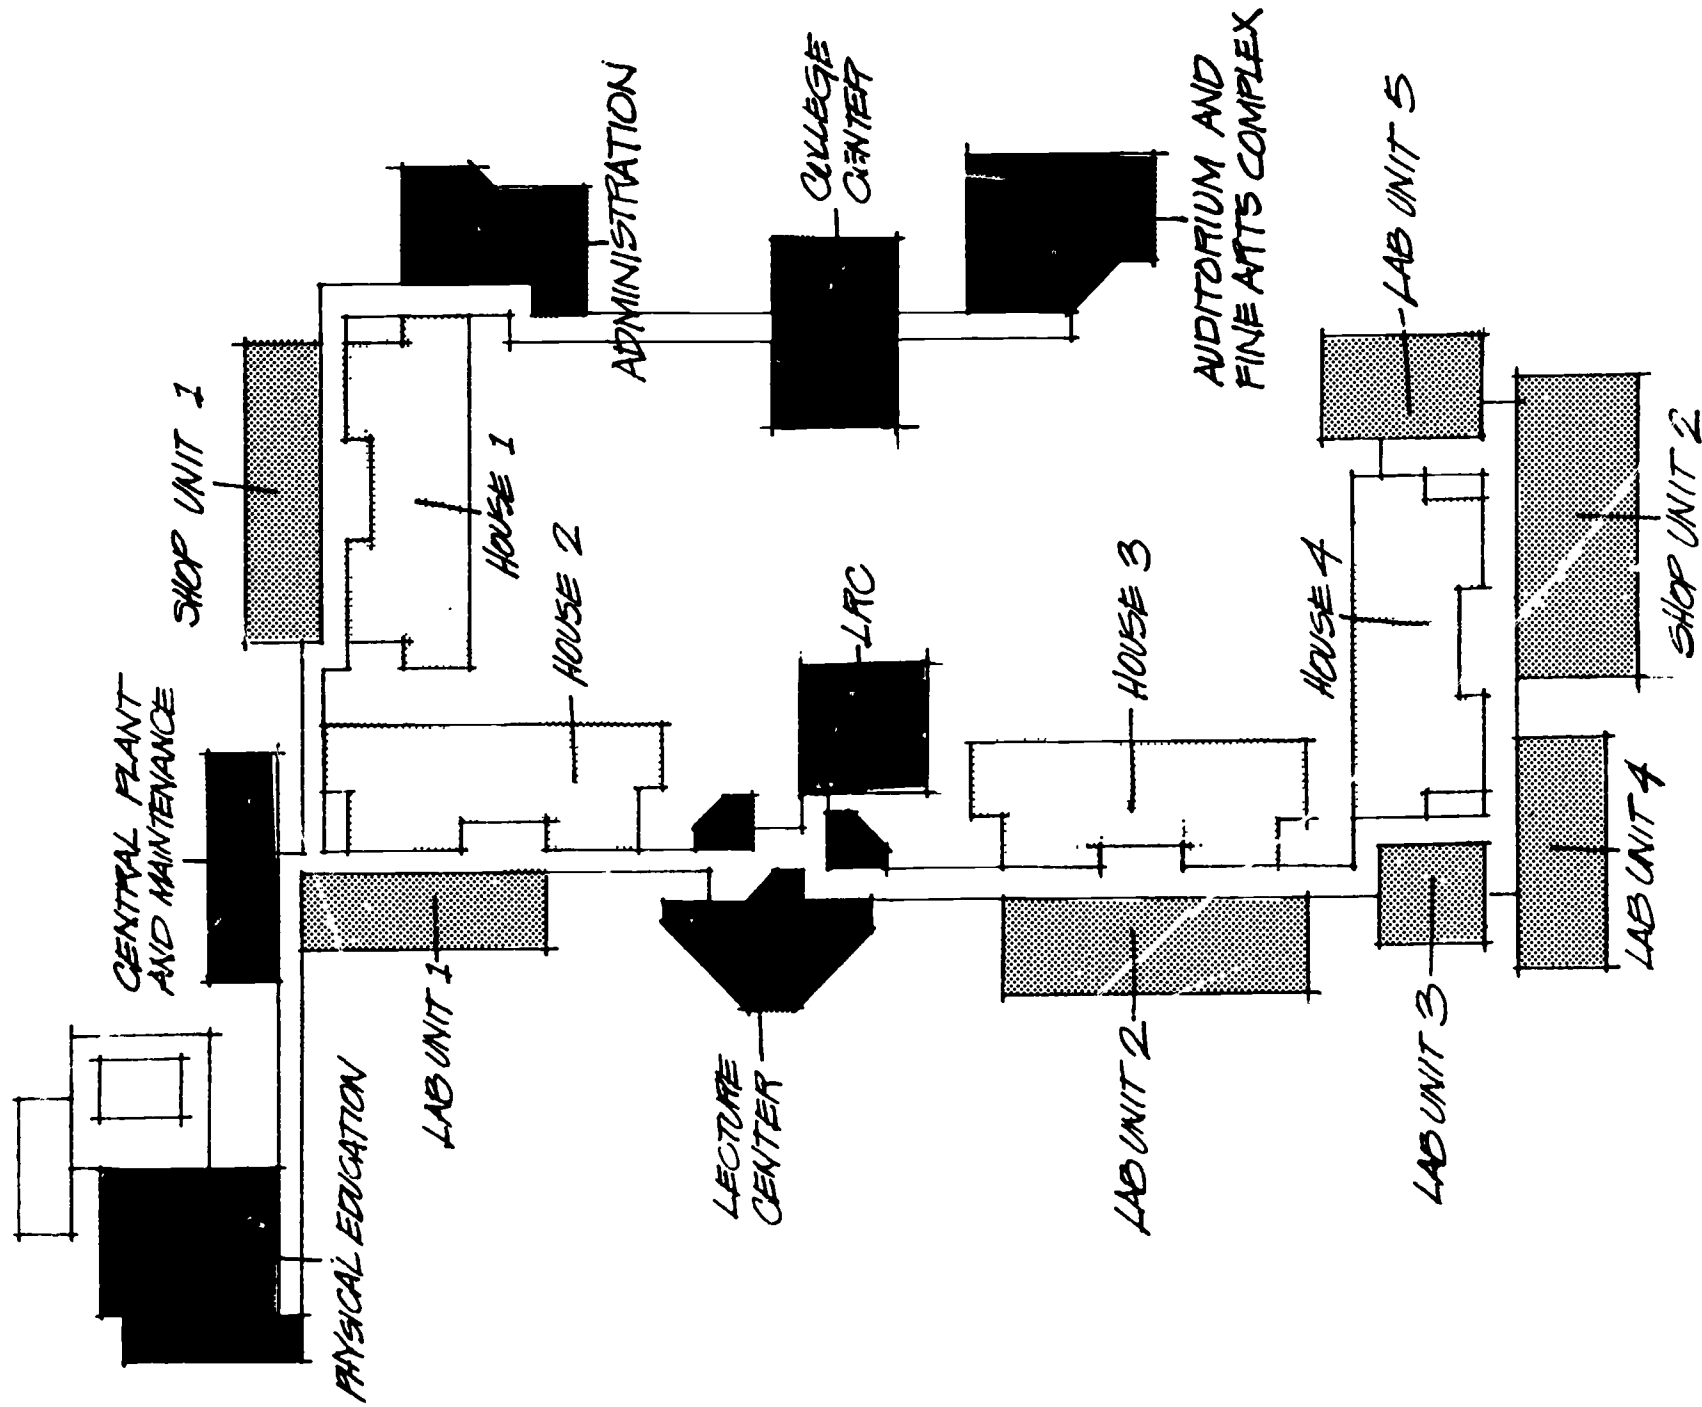 CENTRAL PLANT
AND MAINTENANCE
SHOP UNIT 1
PHYSICAL EDUCATION
LAB UNIT 1
HOUSE 2
HOUSE 1
ADMINISTRATION
LECTURE
CENTER
LRC
COLLEGE
CENTER
LAB UNIT 2
HOUSE 3
AUDITORIUM AND
FINE ARTS COMPLEX
LAB UNIT 3
HOUSE 4
LAB UNIT 5
LAB UNIT 4
SHOP UNIT 2